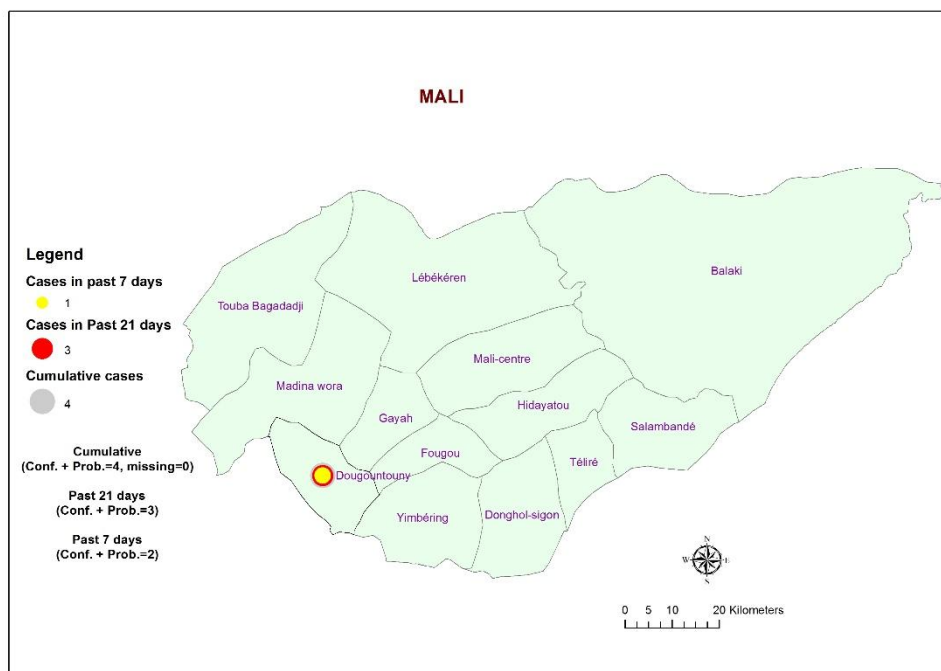 MALI
Legend
Cases in past 7 days
1
Cases in Past 21 days
3
Cumulative cases
4
Cumulative
(Conf. + Prob.=4, missing=0)
Past 21 days
(Conf. + Prob.=3)
Past 7 days
(Conf. + Prob.=2)
Touba Bagadadji
Lébékéren
Balaki
Mali-centre
Madina wora
Hidayatou
Gayah
Salambandé
Fougou
Téliré
Dougountouny
Yimbéring
Donghol-sigon
N
W E
N
0 5 10 20 Kilometers